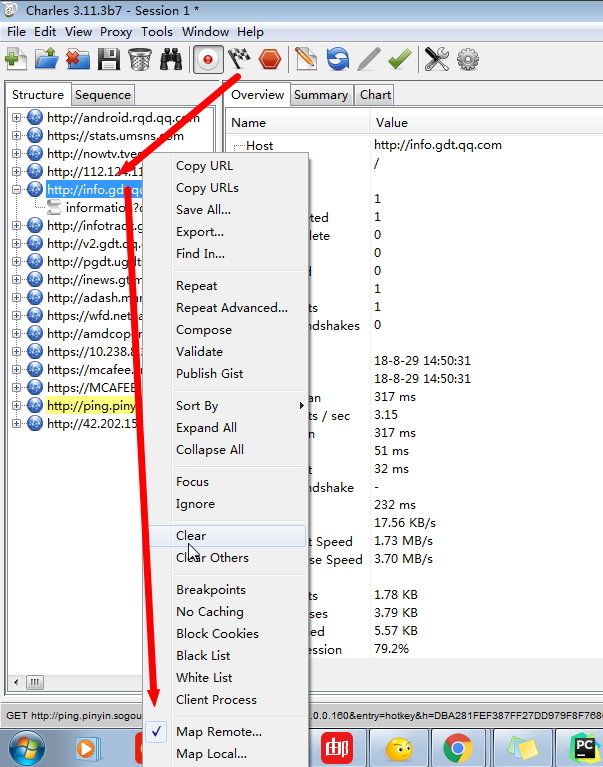 Charles 3.11.3b7 - Session 1 *
File Edit View Proxy Tools Window Help
Structure Sequence
Overview Summary Chart
Name Value
http://android.rqd.qq.com
https://stats.umsns.com
http://nowtv.tves
http://112.124.11
http://info.gdt.qq
information?
http://infotrack.g
http://v2.gdt.qq.
http://pgdt.ugdt
http://inews.gtim
http://adash.man
https://wfd.net
http://amdcopen
https://10.238.8.
https://mcafee.
https://MCAFEE
http://ping.piny
http://42.202.15
Host http://info.gdt.qq.com
/
1
ted 1
lete 0
0
d 0
1
ts 1
ndshakes 0
18-8-29 14:50:31
18-8-29 14:50:31
an 317 ms
ts / sec 3.15
n 317 ms
51 ms
t 32 ms
ndshake -
232 ms
17.56 KB/s
t Speed 1.73 MB/s
se Speed 3.70 MB/s
ts 1.78 KB
ses 3.79 KB
ed 5.57 KB
ession 79.2%
Copy URL
Copy URLs
Save All...
Export...
Find In...
Repeat
Repeat Advanced...
Compose
Validate
Publish Gist
Sort By
Expand All
Collapse All
Focus
Ignore
Clear
Clear Others
Breakpoints
No Caching
Block Cookies
Black List
White List
Client Process
Map Remote...
Map Local...
GET http://ping.pinyin.sogou
.0.0.160&entry=hotkey&h=DBA281FEF387FF27DD979F8F768
邮
PC